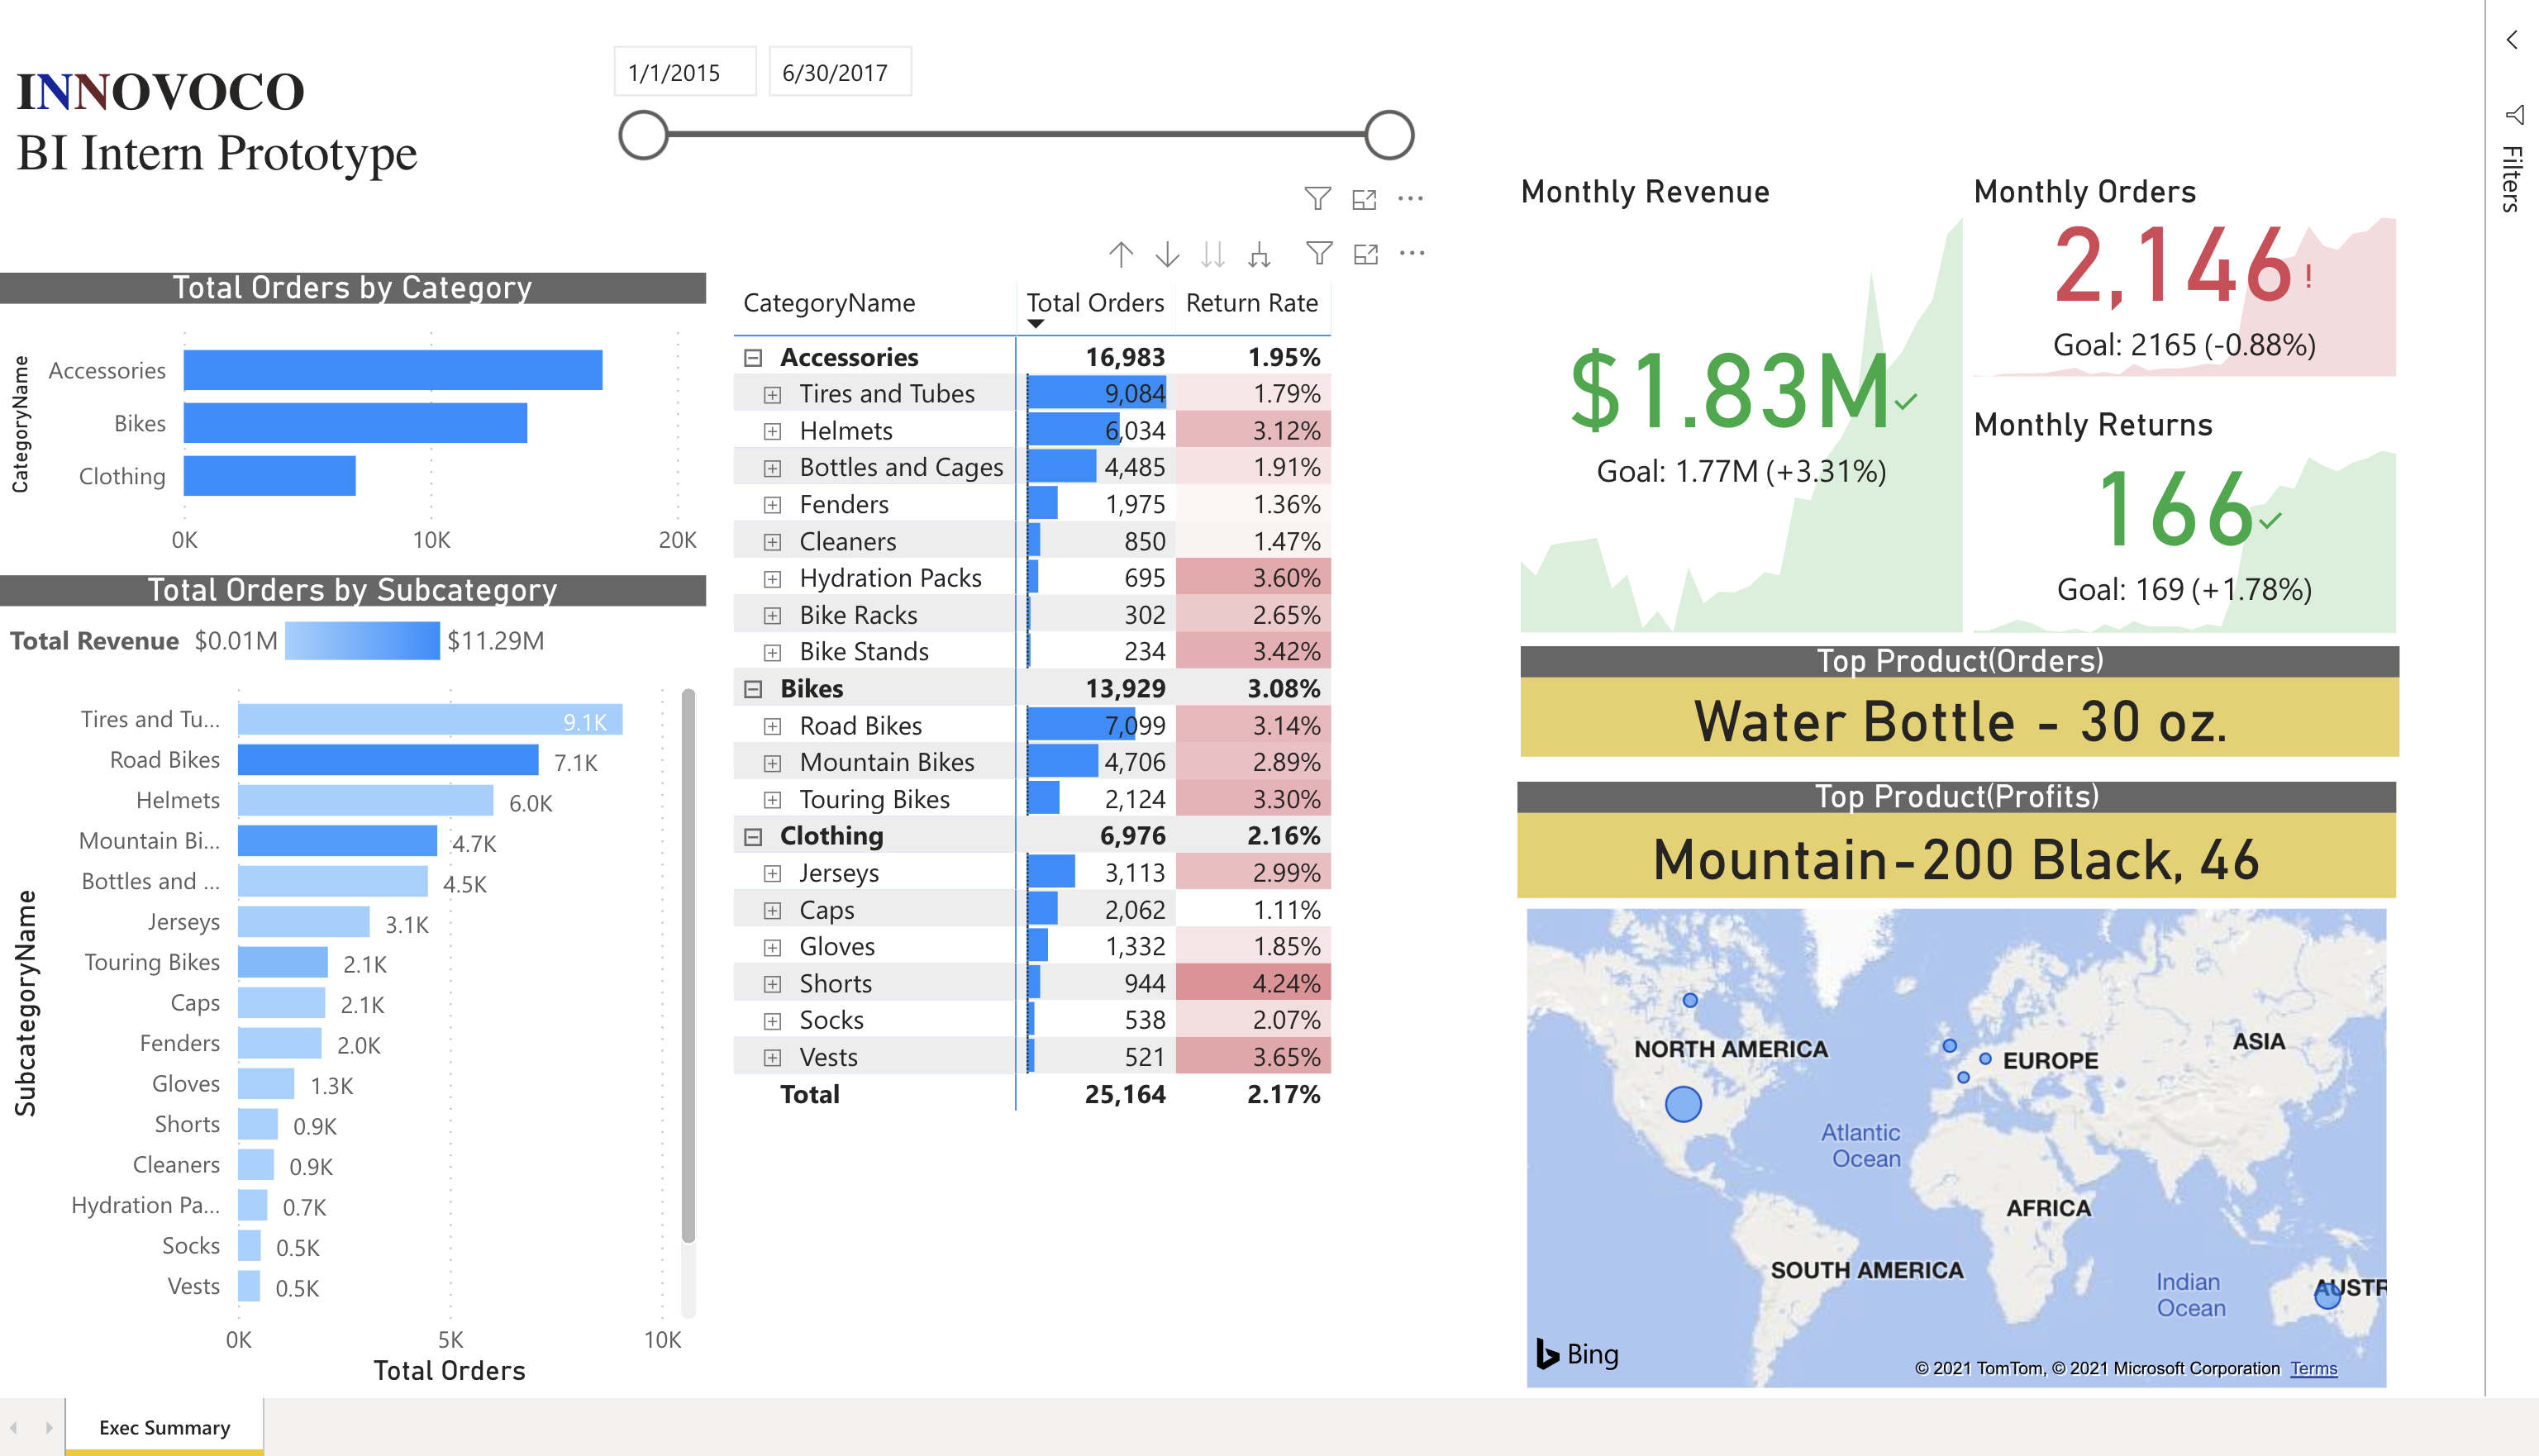 INNOVOCO
BI Intern Prototype
1/1/2015 6/30/2017
Total Orders by Category
CategoryName
Accessories
Bikes
Clothing
0K 10K 20K
Total Orders by Subcategory
Total Revenue $0.01M $11.29M
SubcategoryName
Tires and Tu... 9.1K
Road Bikes 7.1K
Helmets 6.0K
Mountain Bi... 4.7K
Bottles and ... 4.5K
Jerseys 3.1K
Touring Bikes 2.1K
Caps 2.1K
Fenders 2.0K
Gloves 1.3K
Shorts 0.9K
Cleaners 0.9K
Hydration Pa... 0.7K
Socks 0.5K
Vests 0.5K
0K 5K 10K
Total Orders
CategoryName Total Orders Return Rate
Accessories 16,983 1.95%
Tires and Tubes 9,084 1.79%
Helmets 6,034 3.12%
Bottles and Cages 4,485 1.91%
Fenders 1,975 1.36%
Cleaners 850 1.47%
Hydration Packs 695 3.60%
Bike Racks 302 2.65%
Bike Stands 234 3.42%
Bikes 13,929 3.08%
Road Bikes 7,099 3.14%
Mountain Bikes 4,706 2.89%
Touring Bikes 2,124 3.30%
Clothing 6,976 2.16%
Jerseys 3,113 2.99%
Caps 2,062 1.11%
Gloves 1,332 1.85%
Shorts 944 4.24%
Socks 538 2.07%
Vests 521 3.65%
Total 25,164 2.17%
Monthly Revenue
$1.83M
Goal: 1.77M (+3.31%)
Monthly Orders
2,146 !
Goal: 2165 (-0.88%)
Monthly Returns
166
Goal: 169 (+1.78%)
Top Product(Orders)
Water Bottle - 30 oz.
Top Product(Profits)
Mountain-200 Black, 46
NORTH AMERICA
EUROPE
ASIA
Atlantic
Ocean
AFRICA
SOUTH AMERICA
Indian
Ocean
AUSTR
Bing
© 2021 TomTom, © 2021 Microsoft Corporation Terms
Filters
Exec Summary